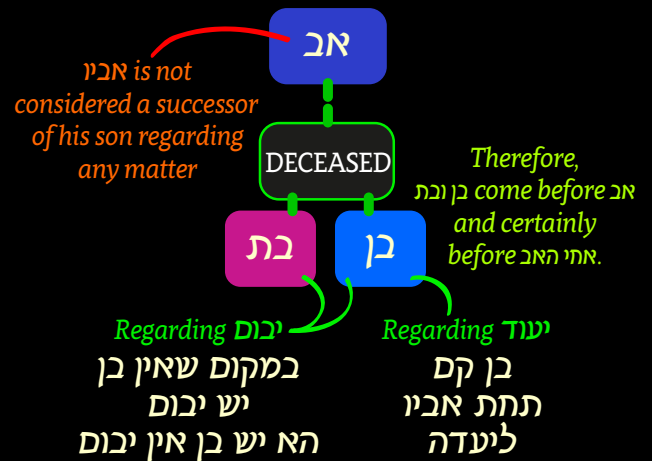 אב
אביו is not
considered a successor
of his son regarding
any matter
DECEASED
Therefore,
בן ובת come before אב
and certainly
before אחי האב.
בת
בן
Regarding יבום
במקום שאין בן
יש יבום
הא יש בן אין יבום
Regarding יעוד
בן קם
תחת אביו
ליעדה